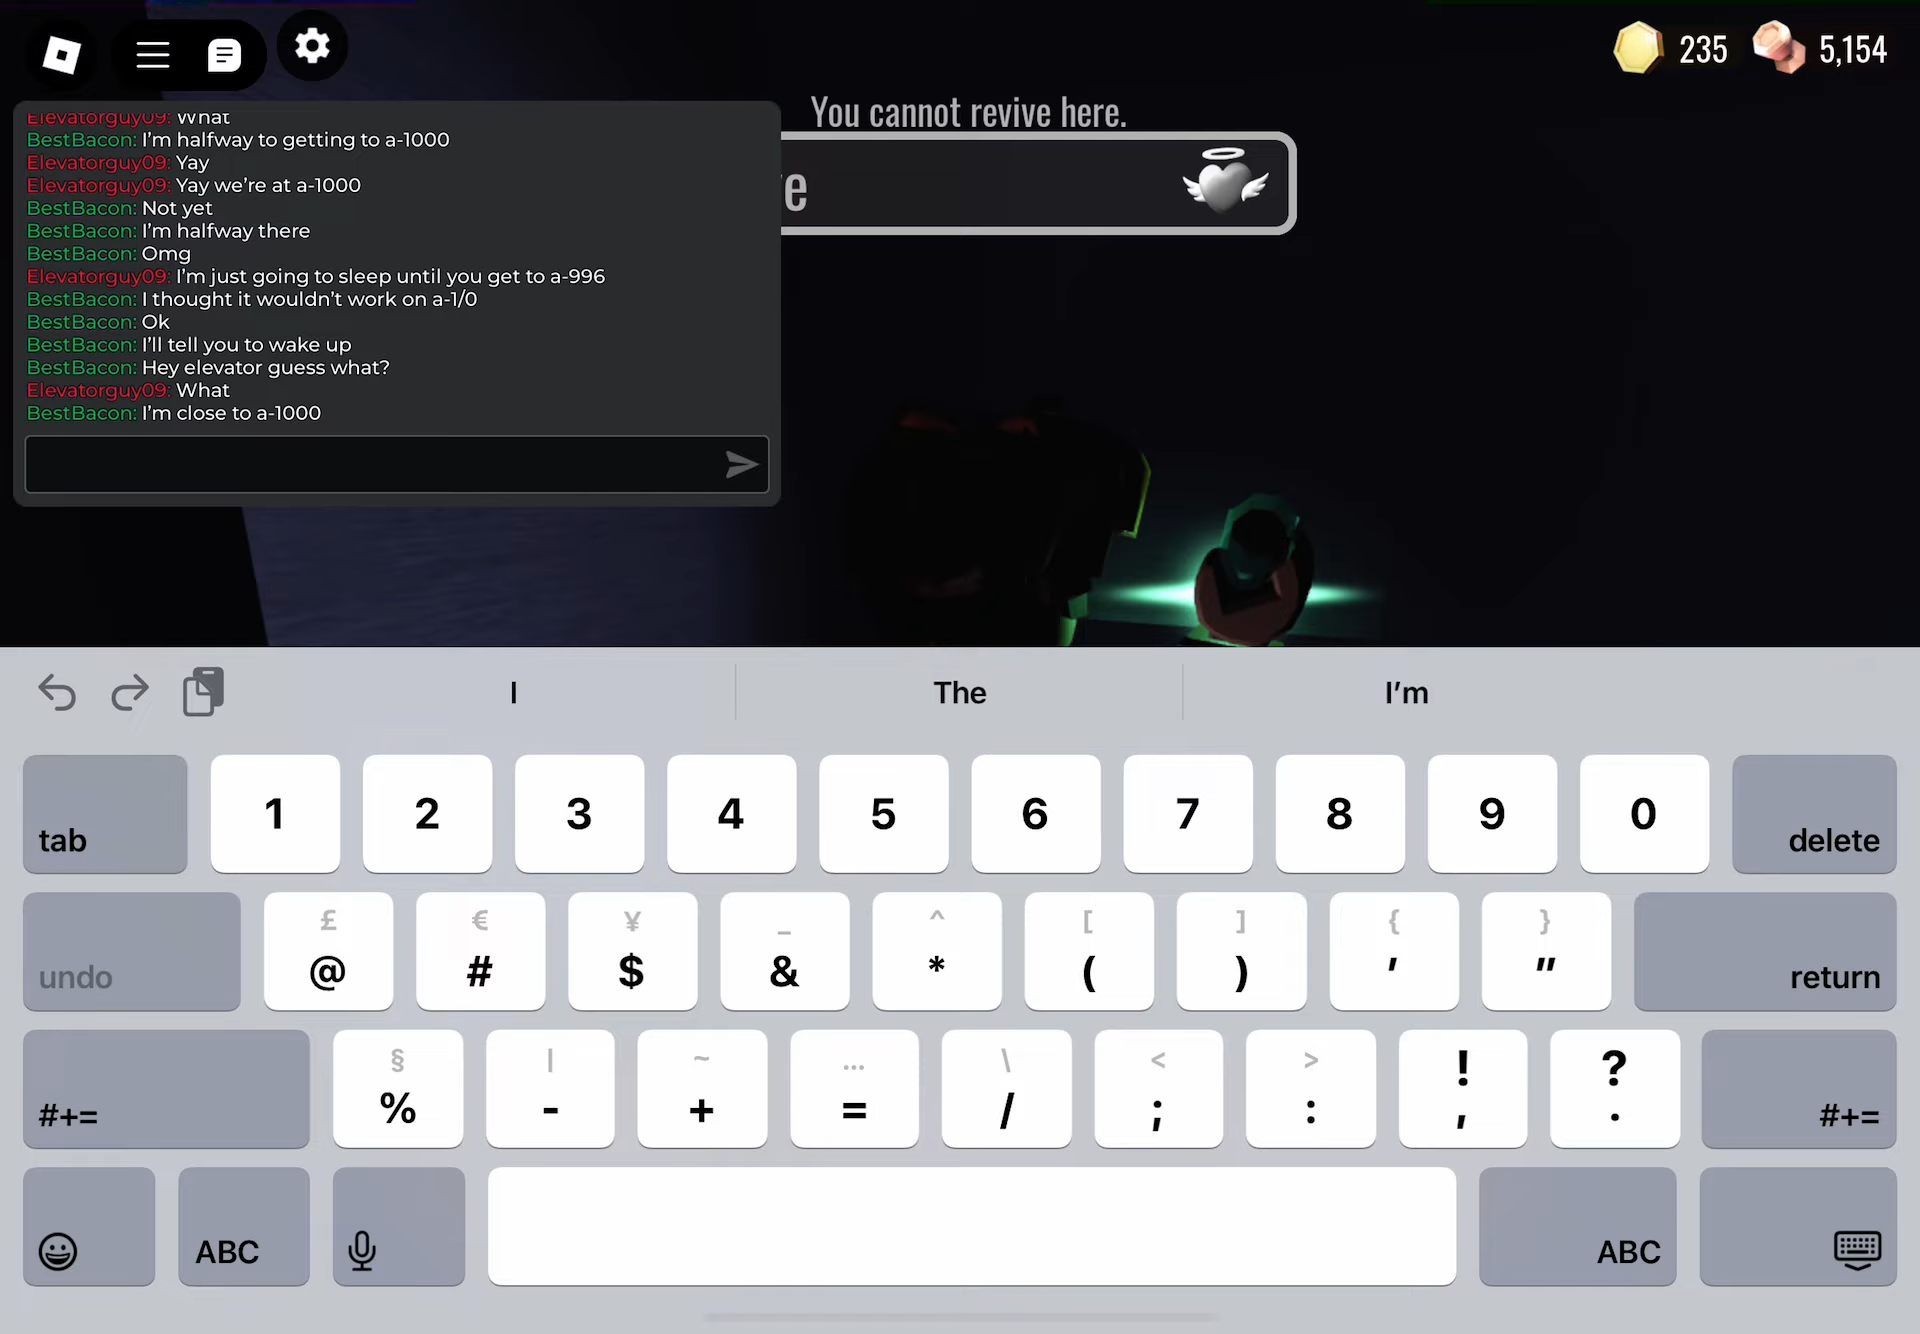 235
5,154
You cannot revive here.
e
Elevatorguy09: What
BestBacon: I'm halfway to getting to a-1000
Elevatorguy09: Yay
Elevatorguy09: Yay we're at a-1000
BestBacon: Not yet
BestBacon: I'm halfway there
BestBacon: Omg
Elevatorguy09: I'm just going to sleep until you get to a-996
BestBacon: I thought it wouldn't work on a-1/0
BestBacon: Ok
BestBacon: I'll tell you to wake up
BestBacon: Hey elevator guess what?
Elevatorguy09: What
BestBacon: I'm close to a-1000
I The I'm
tab 1 2 3 4 5 6 7 8 9 0 delete
£ € ¥ _ ^ [ ] { }
undo @ # $ & * ( ) ' " return
§ | ~ … \ < > ! ?
#+= % - + = / ; : , . #+=
ABC ABC